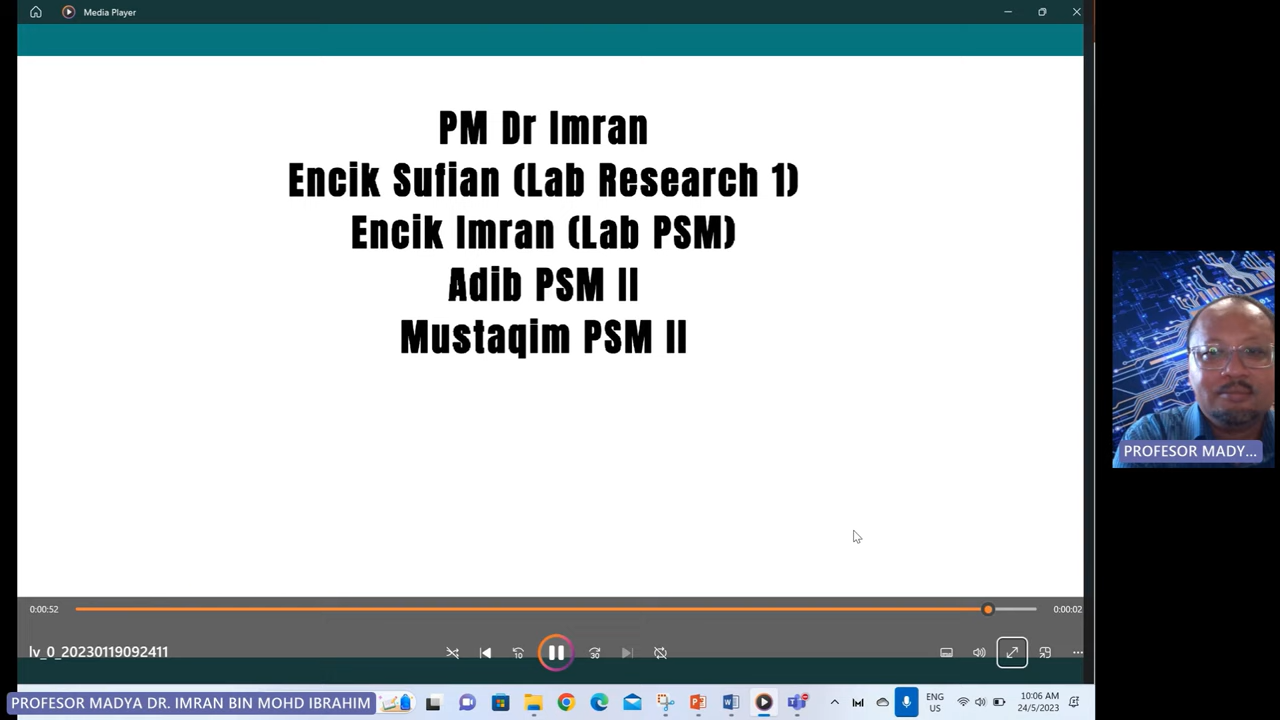 Media Player
PM Dr Imran
Encik Sufian (Lab Research 1)
Encik Imran (Lab PSM)
Adib PSM II
Mustaqim PSM II
PROFESOR MADY...
0:00:52
0:00:02
lv_0_20230119092411
10
30
PROFESOR MADYA DR. IMRAN BIN MOHD IBRAHIM
ENG
US
10:06 AM
24/5/2023